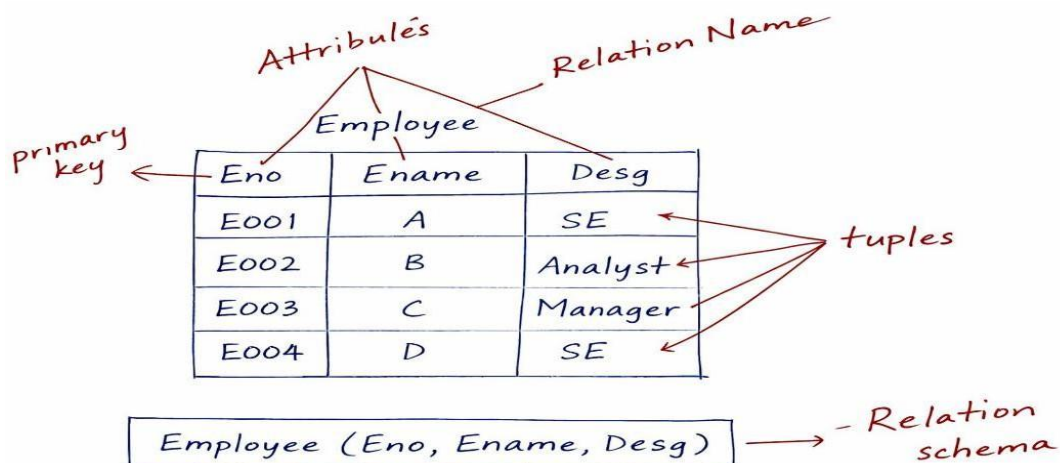 Attribulés
Relation Name
Employee
primary
key
Eno Ename Desg
E001 A SE
E002 B Analyst
E003 C Manager
E004 D SE
tuples
Employee (Eno, Ename, Desg)
- Relation
schema